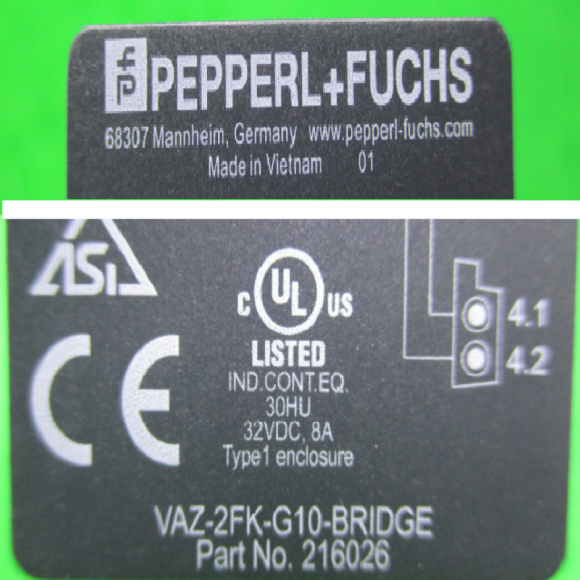 PEPPERL+FUCHS
68307 Mannheim, Germany www.pepperl-fuchs.com
Made in Vietnam 01
ASi
C UL US
LISTED
IND.CONT.EQ.
30HU
32VDC, 8A
Type1 enclosure
4.1
4.2
CE
VAZ-2FK-G10-BRIDGE
Part No. 216026